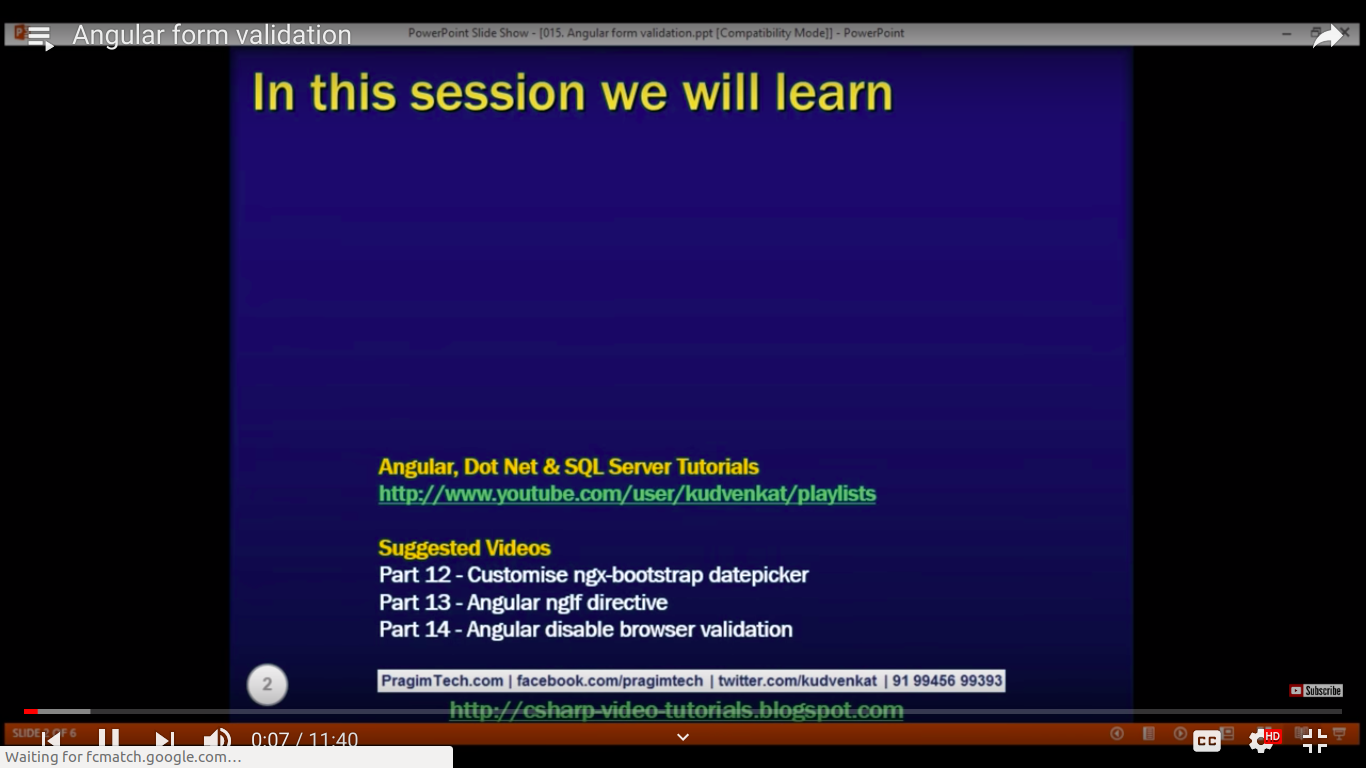 Angular form validation
PowerPoint Slide Show - [015. Angular form validation.ppt [Compatibility Mode]] - PowerPoint
In this session we will learn
Angular, Dot Net & SQL Server Tutorials
http://www.youtube.com/user/kudvenkat/playlists
Suggested Videos
Part 12 - Customise ngx-bootstrap datepicker
Part 13 - Angular ngIf directive
Part 14 - Angular disable browser validation
2
PragimTech.com | facebook.com/pragimtech | twitter.com/kudvenkat | 91 99456 99393
Subscribe
http://csharp-video-tutorials.blogspot.com
SLIDE 2 OF 6
0:07 / 11:40
CC
HD
Waiting for fcmatch.google.com…